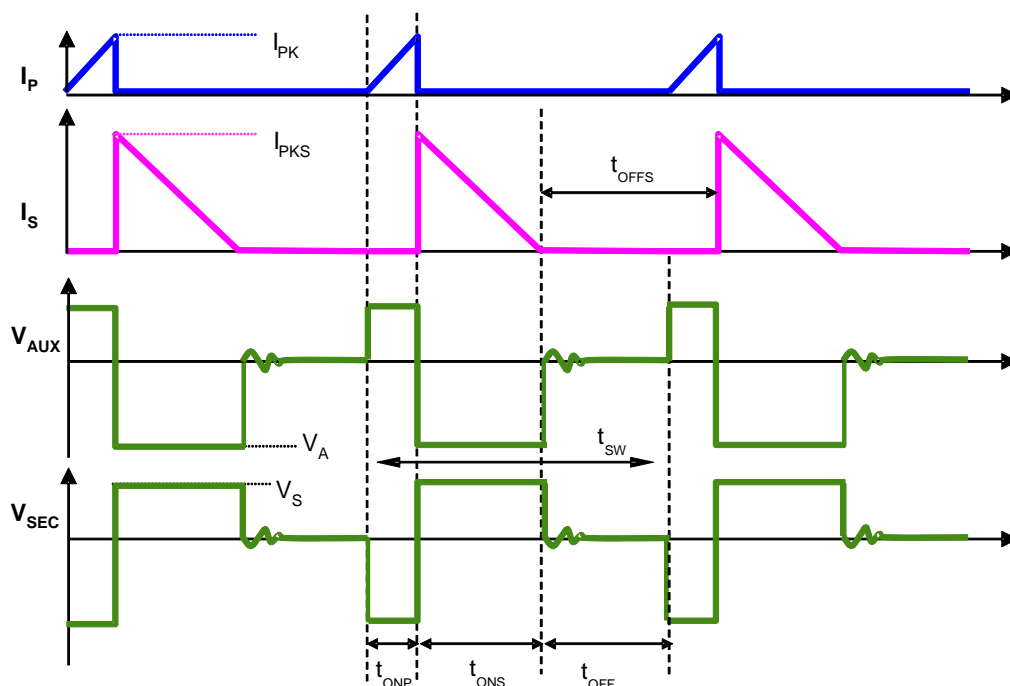 I_PK
I_P
I_PKS
t_OFFS
I_S
V_AUX
V_A
t_SW
V_S
V_SEC
t_ONP
t_ONS
t_OFF